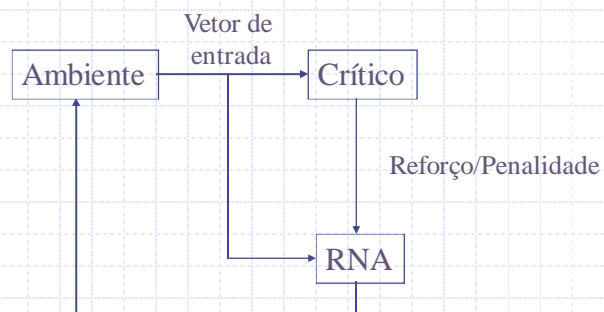 Vetor de
entrada
Ambiente
Crítico
Reforço/Penalidade
RNA